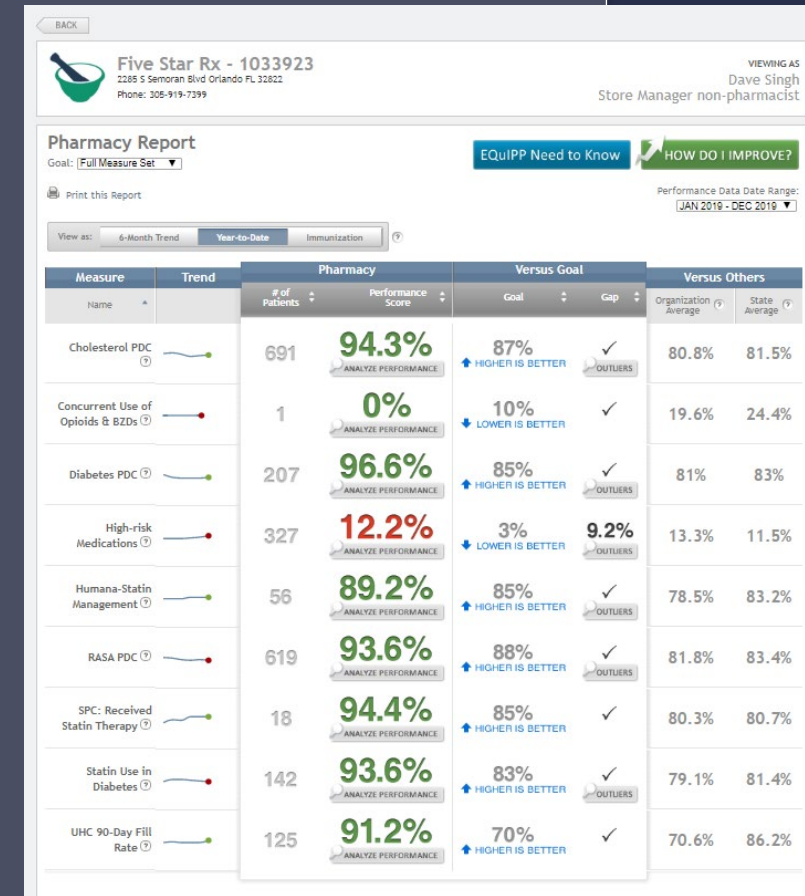 BACK
Five Star Rx - 1033923
2285 S Semoran Blvd Orlando FL 32822
Phone: 305-919-7399
VIEWING AS
Dave Singh
Store Manager non-pharmacist
Pharmacy Report
Goal: Full Measure Set
EQuIPP Need to Know
HOW DO I IMPROVE?
Print this Report
Performance Data Date Range:
JAN 2019 - DEC 2019
View as: 6-Month Trend Year-to-Date Immunization ?
Measure Trend Pharmacy Versus Goal Versus Others
Name # of Patients Performance Score Goal Gap Organization Average ? State Average ?
Cholesterol PDC ? 691 94.3% ANALYZE PERFORMANCE 87% HIGHER IS BETTER ✓ OUTLIERS 80.8% 81.5%
Concurrent Use of Opioids & BZDs ? 1 0% ANALYZE PERFORMANCE 10% LOWER IS BETTER ✓ 19.6% 24.4%
Diabetes PDC ? 207 96.6% ANALYZE PERFORMANCE 85% HIGHER IS BETTER ✓ OUTLIERS 81% 83%
High-risk Medications ? 327 12.2% ANALYZE PERFORMANCE 3% LOWER IS BETTER 9.2% OUTLIERS 13.3% 11.5%
Humana-Statin Management ? 56 89.2% ANALYZE PERFORMANCE 85% HIGHER IS BETTER ✓ OUTLIERS 78.5% 83.2%
RASA PDC ? 619 93.6% ANALYZE PERFORMANCE 88% HIGHER IS BETTER ✓ OUTLIERS 81.8% 83.4%
SPC: Received Statin Therapy ? 18 94.4% ANALYZE PERFORMANCE 85% HIGHER IS BETTER ✓ 80.3% 80.7%
Statin Use in Diabetes ? 142 93.6% ANALYZE PERFORMANCE 83% HIGHER IS BETTER ✓ OUTLIERS 79.1% 81.4%
UHC 90-Day Fill Rate ? 125 91.2% ANALYZE PERFORMANCE 70% HIGHER IS BETTER ✓ 70.6% 86.2%